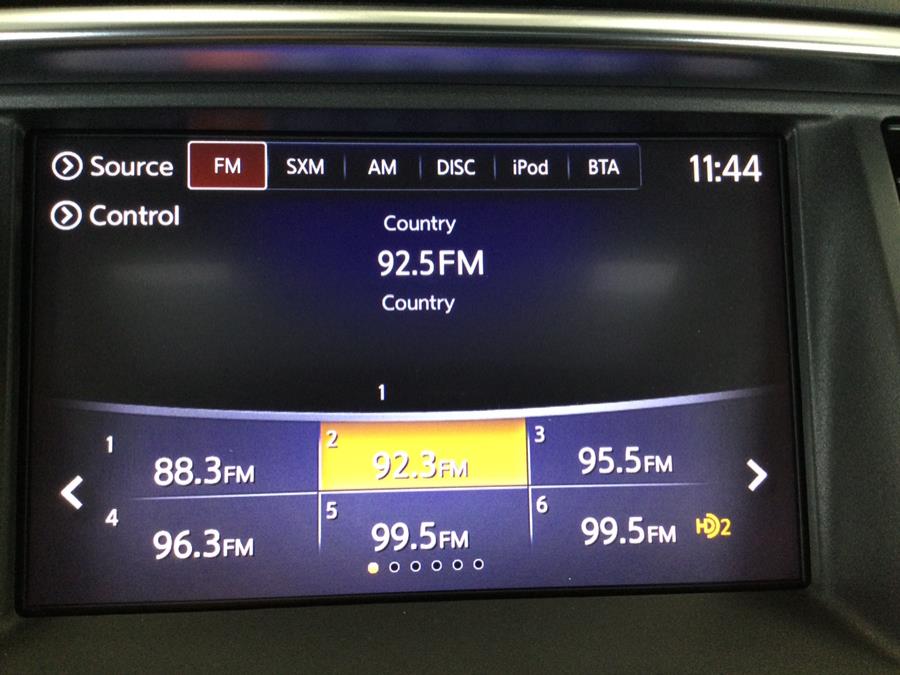 Source FM SXM AM DISC iPod BTA 11:44
Control
Country
92.5FM
Country
1
1 88.3FM 2 92.3FM 3 95.5FM
4 96.3FM 5 99.5FM 6 99.5FM HD2